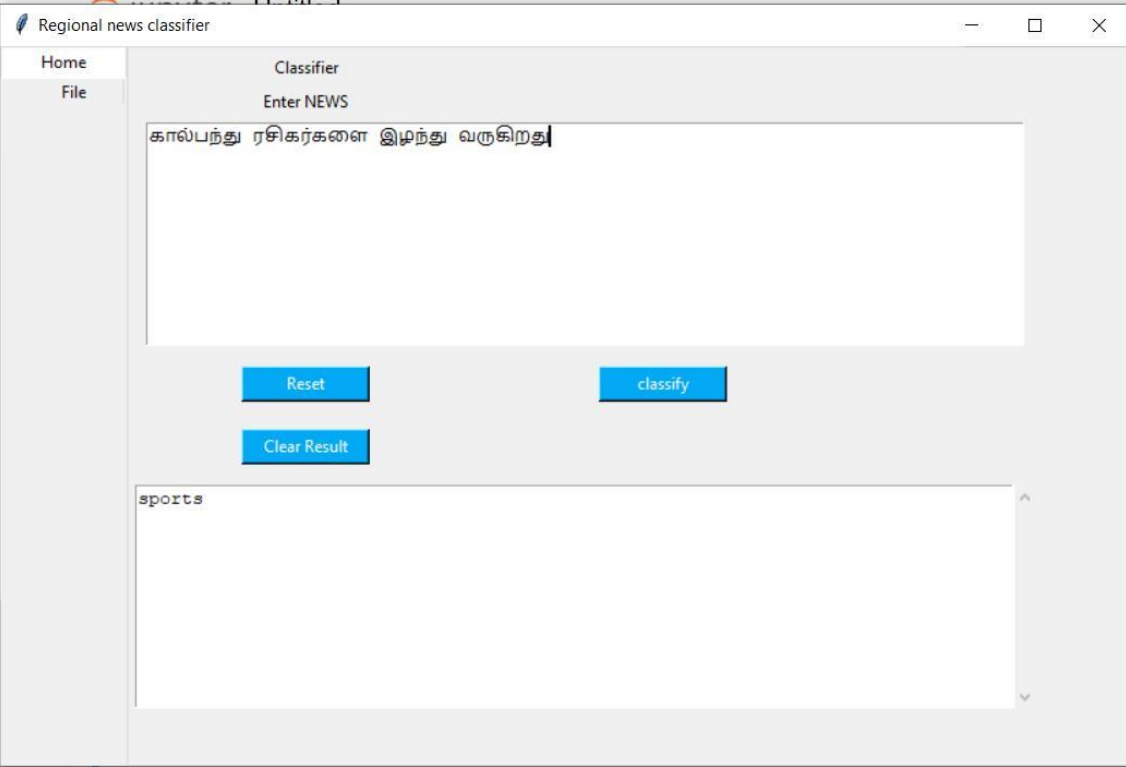 Untitled
Regional news classifier
Home
File
Classifier
Enter NEWS
கால்பந்து ரசிகர்களை இழந்து வருகிறது
Reset
classify
Clear Result
sports